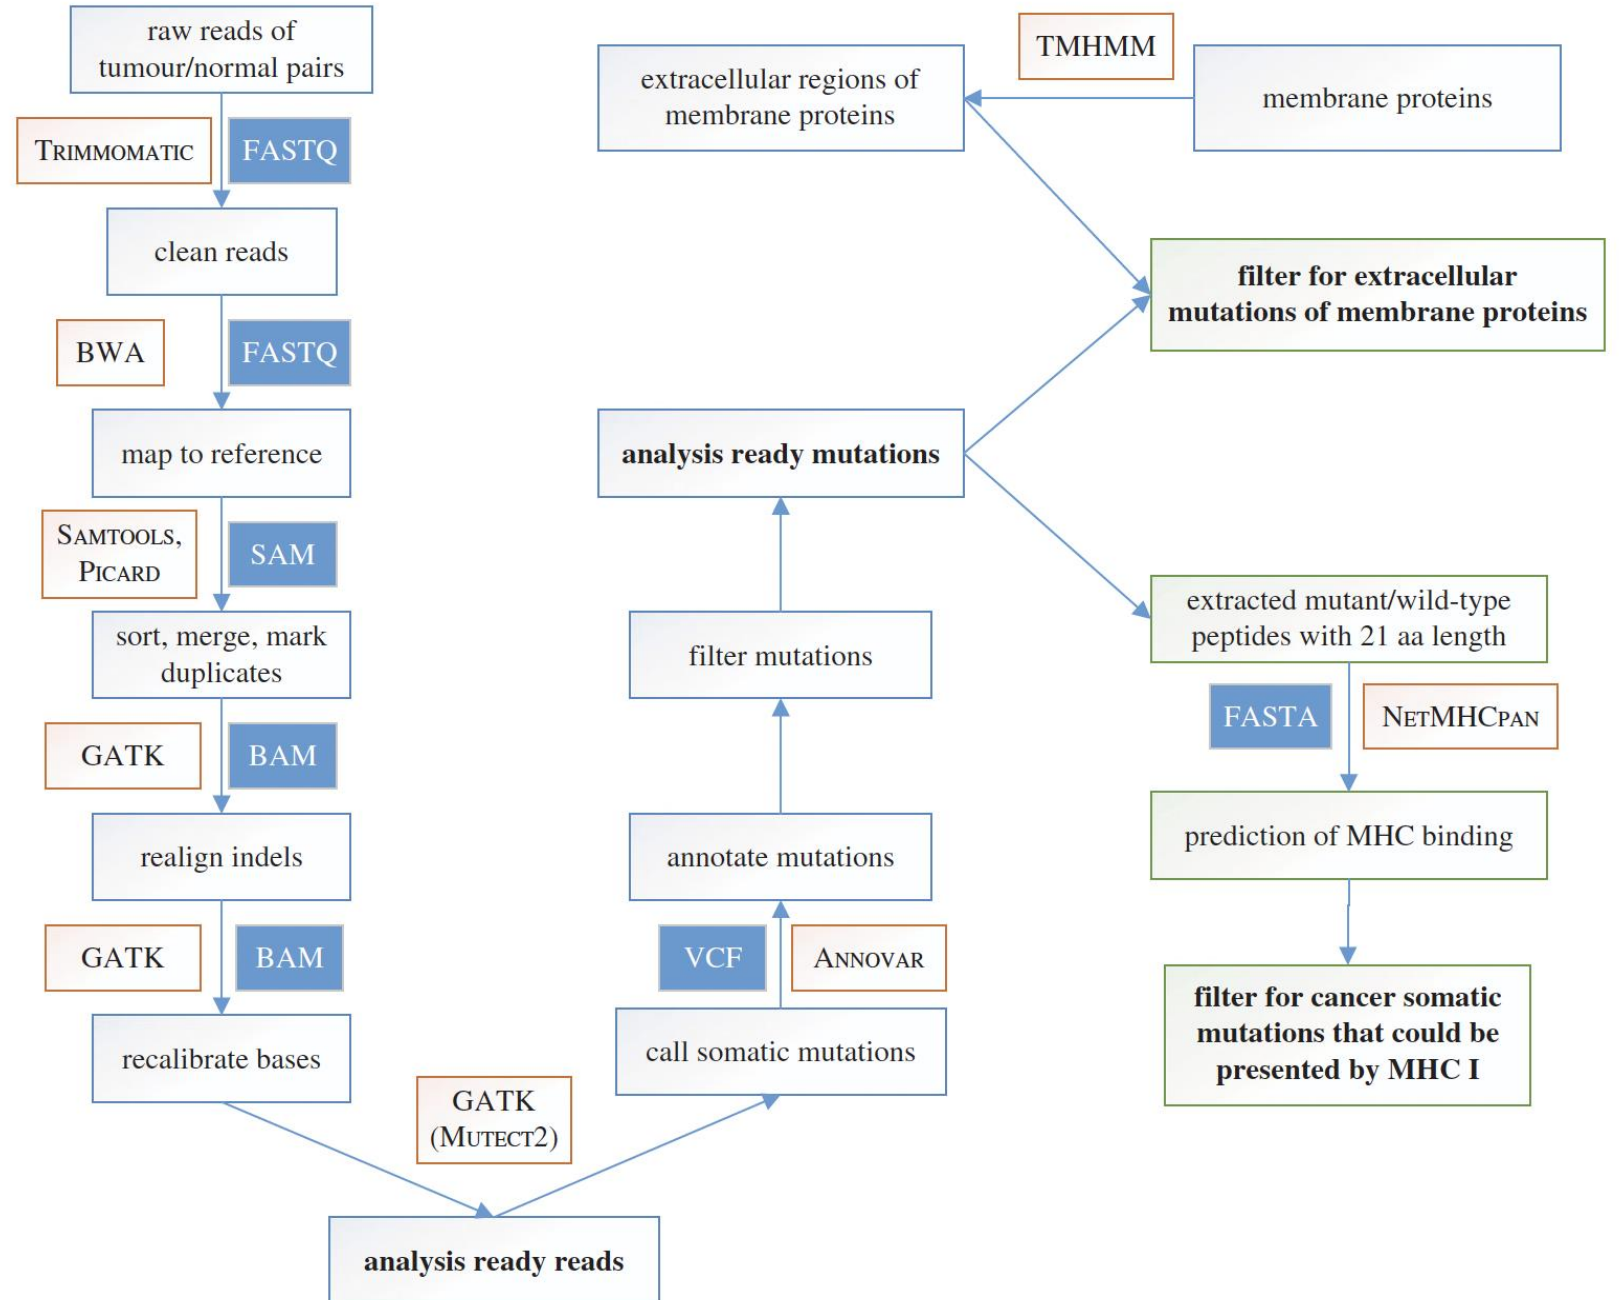 raw reads of
tumour/normal pairs
TRIMMOMATIC
FASTQ
clean reads
BWA
FASTQ
map to reference
SAMTOOLS,
PICARD
SAM
sort, merge, mark
duplicates
GATK
BAM
realign indels
GATK
BAM
recalibrate bases
analysis ready reads
GATK
(MUTECT2)
call somatic mutations
VCF
ANNOVAR
annotate mutations
filter mutations
analysis ready mutations
extracellular regions of
membrane proteins
TMHMM
membrane proteins
filter for extracellular
mutations of membrane proteins
extracted mutant/wild-type
peptides with 21 aa length
FASTA
NETMHCPAN
prediction of MHC binding
filter for cancer somatic
mutations that could be
presented by MHC I